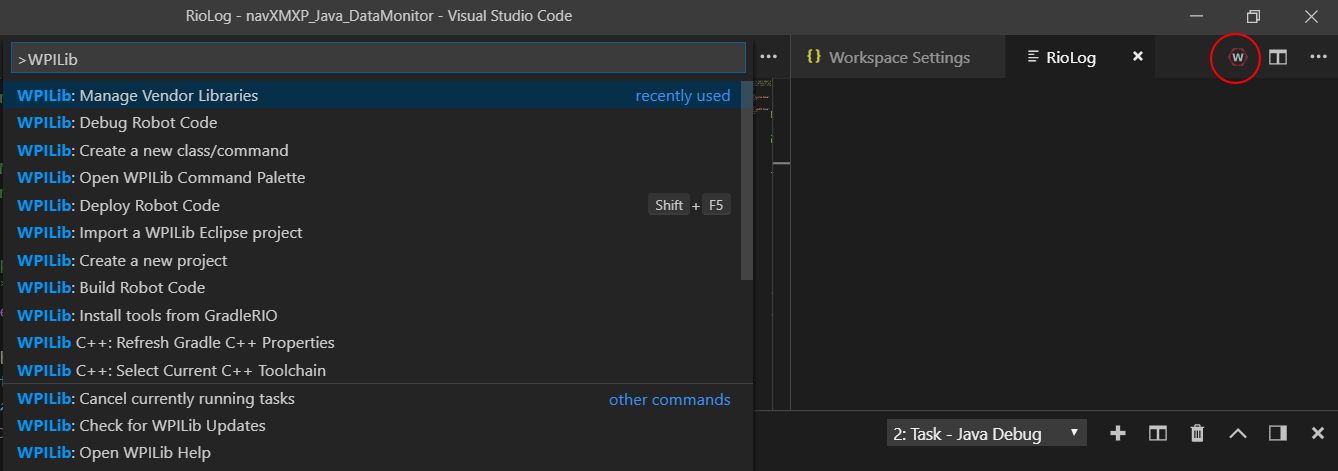 RioLog - navXMXP_Java_DataMonitor - Visual Studio Code
>WPILib
WPILib: Manage Vendor Libraries recently used
WPILib: Debug Robot Code
WPILib: Create a new class/command
WPILib: Open WPILib Command Palette
WPILib: Deploy Robot Code Shift + F5
WPILib: Import a WPILib Eclipse project
WPILib: Create a new project
WPILib: Build Robot Code
WPILib: Install tools from GradleRIO
WPILib C++: Refresh Gradle C++ Properties
WPILib C++: Select Current C++ Toolchain
WPILib: Cancel currently running tasks other commands
WPILib: Check for WPILib Updates
WPILib: Open WPILib Help
{} Workspace Settings
RioLog
W
2: Task - Java Debug